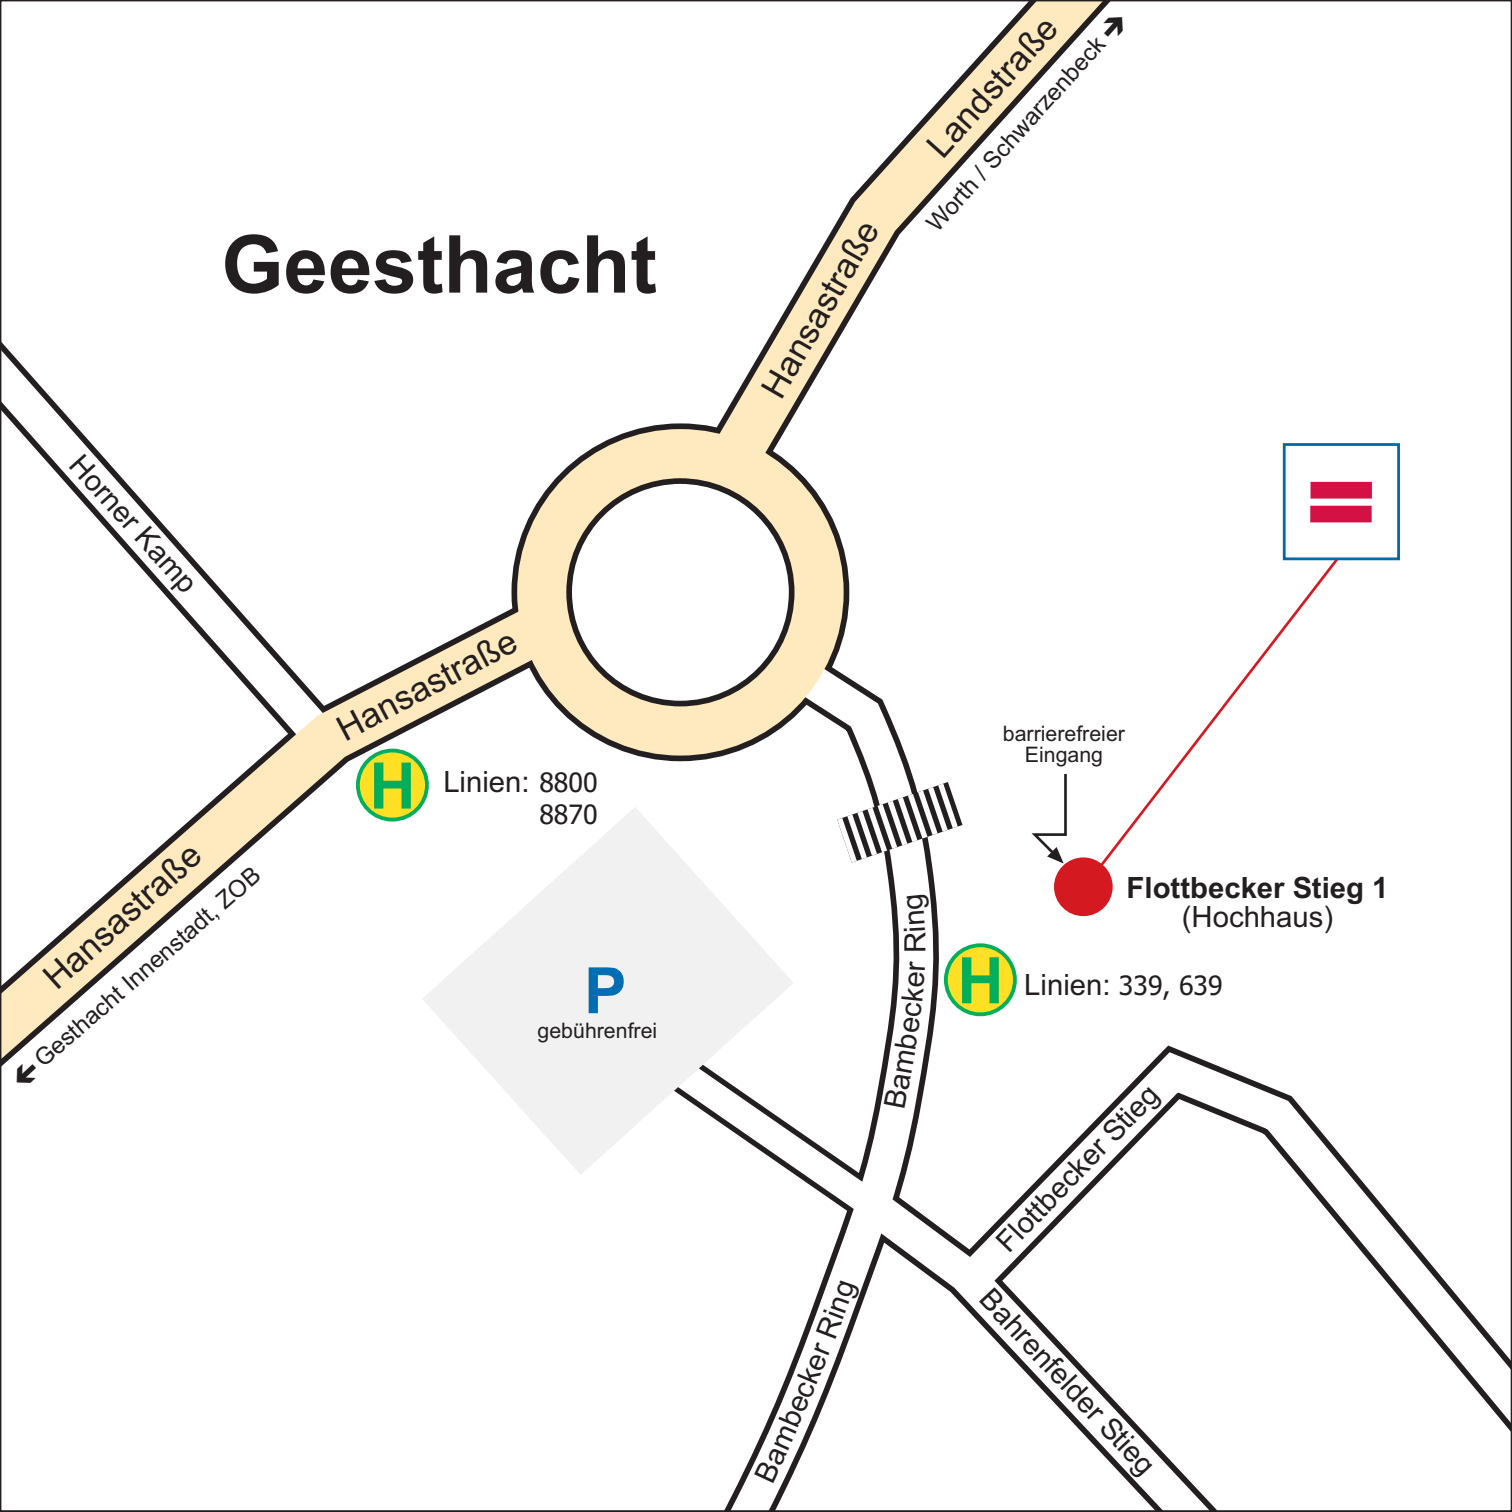 Landstraße
Worth / Schwarzenbeck
Geesthacht
Hansastraße
Horner Kamp
Hansastraße
H
Linien: 8800
8870
barrierefreier
Eingang
Flottbecker Stieg 1
(Hochhaus)
Hansastraße
Gesthacht Innenstadt, ZOB
Bambecker Ring
H
Linien: 339, 639
P
gebührenfrei
Flottbecker Stieg
Bambecker Ring
Bahrenfelder Stieg